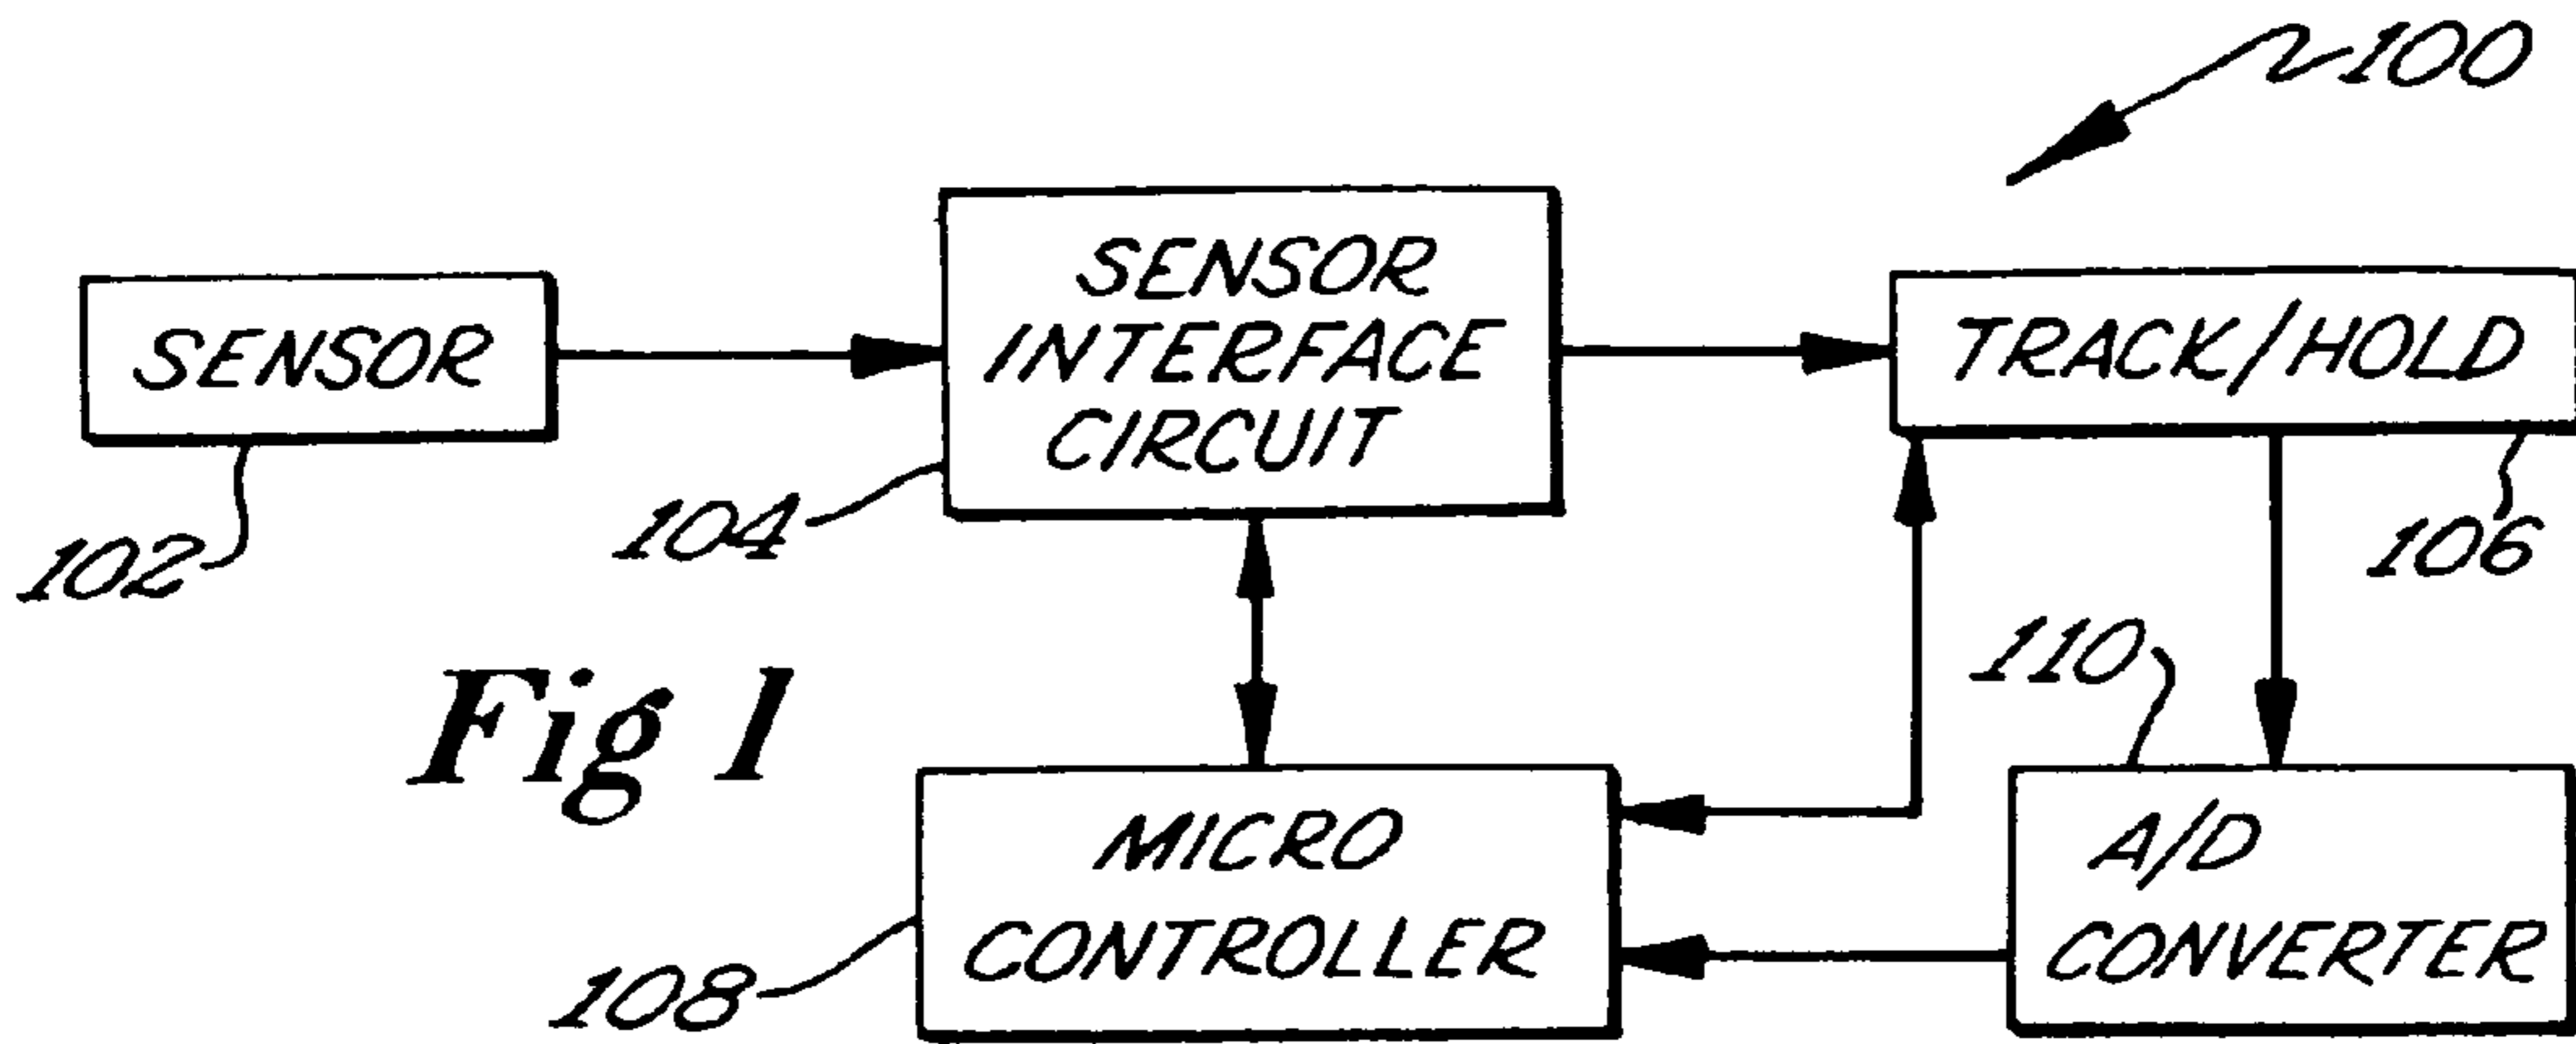 100
SENSOR
INTERFACE
CIRCUIT
SENSOR
TRACK/HOLD
102
104
106
110
Fig 1
MICRO
CONTROLLER
A/D
CONVERTER
108